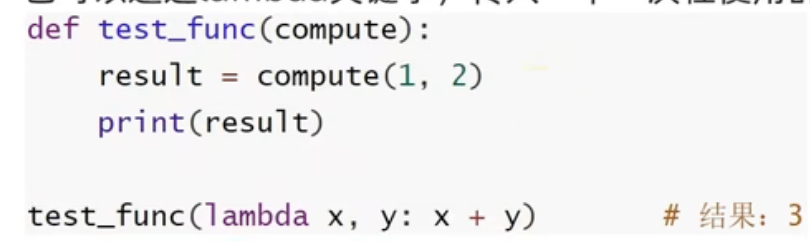 def test_func(compute):
    result = compute(1, 2)
    print(result)
test_func(lambda x, y: x + y)        # 结果：3